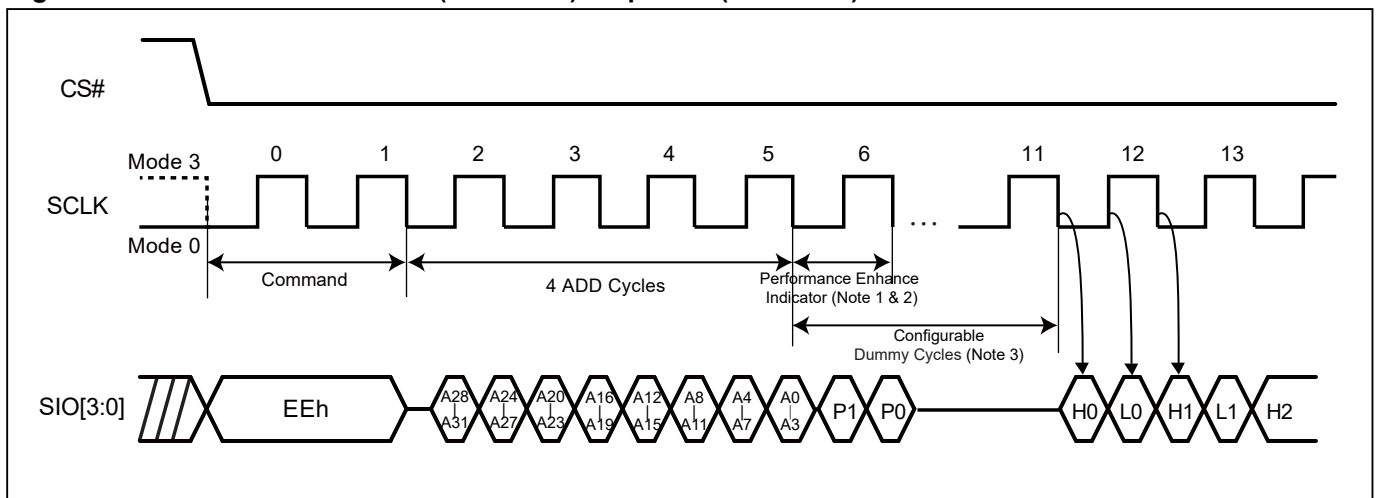 CS#
Mode 3
0 1 2 3 4 5 6 11 12 13
SCLK
...
Mode 0
Command
4 ADD Cycles
Performance Enhance
Indicator (Note 1 & 2)
Configurable
Dummy Cycles (Note 3)
SIO[3:0]
EEh
A28 | A31
A24 | A27
A20 | A23
A16 | A19
A12 | A15
A8 | A11
A4 | A7
A0 | A3
P1 P0
H0 L0 H1 L1 H2